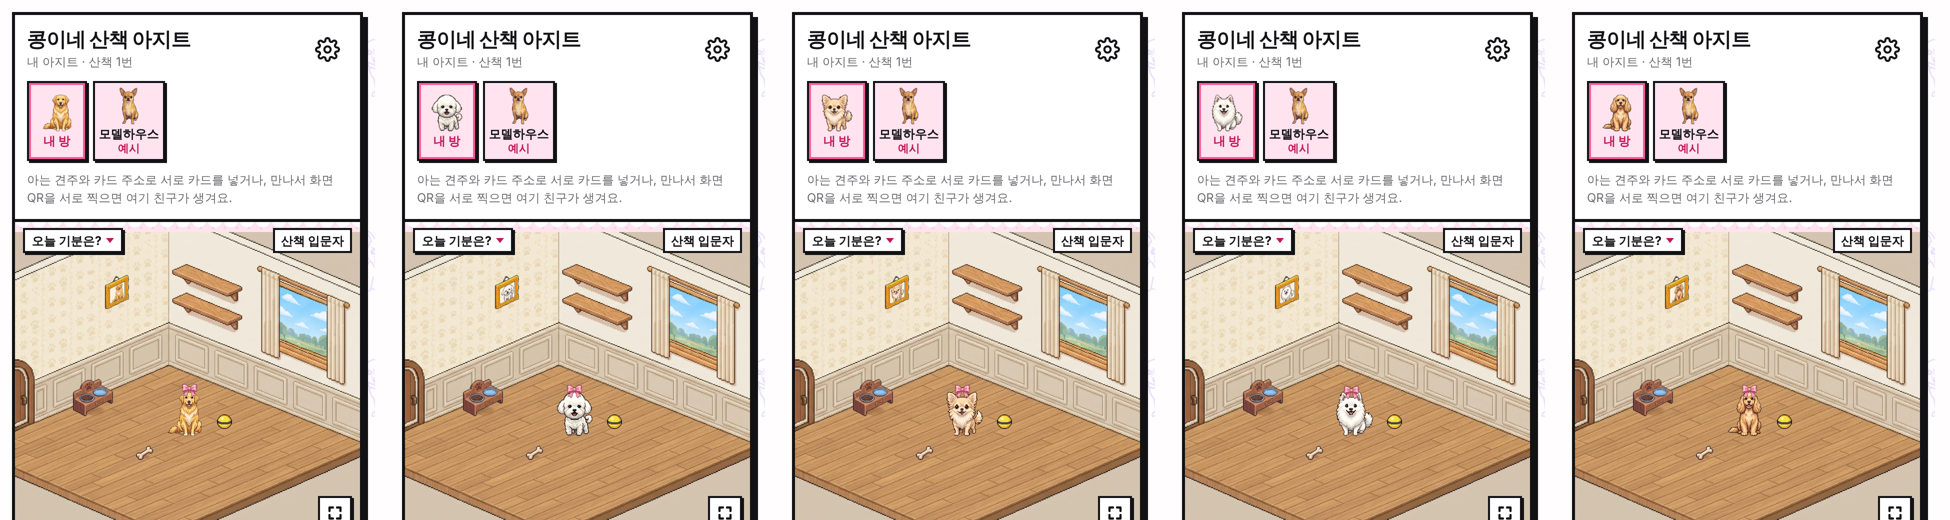 콩이네 산책 아지트
내 아지트 · 산책 1번
내 방
모델하우스
예시
아는 견주와 카드 주소로 서로 카드를 넣거나, 만나서 화면
QR을 서로 찍으면 여기 친구가 생겨요.
오늘 기분은?
산책 입문자
콩이네 산책 아지트
내 아지트 · 산책 1번
내 방
모델하우스
예시
아는 견주와 카드 주소로 서로 카드를 넣거나, 만나서 화면
QR을 서로 찍으면 여기 친구가 생겨요.
오늘 기분은?
산책 입문자
콩이네 산책 아지트
내 아지트 · 산책 1번
내 방
모델하우스
예시
아는 견주와 카드 주소로 서로 카드를 넣거나, 만나서 화면
QR을 서로 찍으면 여기 친구가 생겨요.
오늘 기분은?
산책 입문자
콩이네 산책 아지트
내 아지트 · 산책 1번
내 방
모델하우스
예시
아는 견주와 카드 주소로 서로 카드를 넣거나, 만나서 화면
QR을 서로 찍으면 여기 친구가 생겨요.
오늘 기분은?
산책 입문자
콩이네 산책 아지트
내 아지트 · 산책 1번
내 방
모델하우스
예시
아는 견주와 카드 주소로 서로 카드를 넣거나, 만나서 화면
QR을 서로 찍으면 여기 친구가 생겨요.
오늘 기분은?
산책 입문자